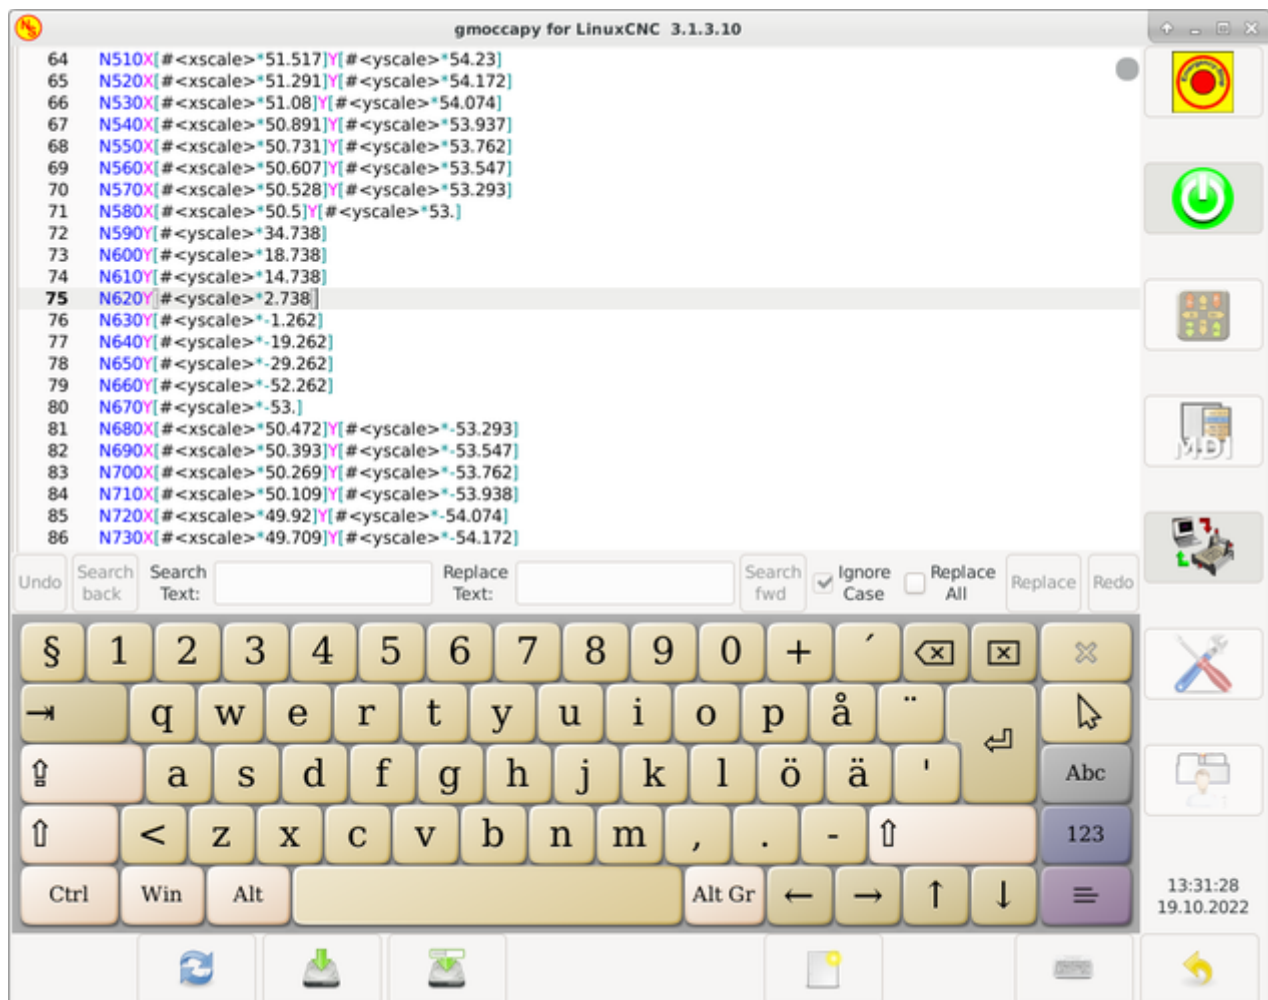 gmoccapy for LinuxCNC 3.1.3.10
64 N510X[#<xscale>*51.517]Y[#<yscale>*54.23]
65 N520X[#<xscale>*51.291]Y[#<yscale>*54.172]
66 N530X[#<xscale>*51.08]Y[#<yscale>*54.074]
67 N540X[#<xscale>*50.891]Y[#<yscale>*53.937]
68 N550X[#<xscale>*50.731]Y[#<yscale>*53.762]
69 N560X[#<xscale>*50.607]Y[#<yscale>*53.547]
70 N570X[#<xscale>*50.528]Y[#<yscale>*53.293]
71 N580X[#<xscale>*50.5]Y[#<yscale>*53.]
72 N590Y[#<yscale>*34.738]
73 N600Y[#<yscale>*18.738]
74 N610Y[#<yscale>*14.738]
75 N620Y[#<yscale>*2.738]
76 N630Y[#<yscale>*-1.262]
77 N640Y[#<yscale>*-19.262]
78 N650Y[#<yscale>*-29.262]
79 N660Y[#<yscale>*-52.262]
80 N670Y[#<yscale>*-53.]
81 N680X[#<xscale>*50.472]Y[#<yscale>*-53.293]
82 N690X[#<xscale>*50.393]Y[#<yscale>*-53.547]
83 N700X[#<xscale>*50.269]Y[#<yscale>*-53.762]
84 N710X[#<xscale>*50.109]Y[#<yscale>*-53.938]
85 N720X[#<xscale>*49.92]Y[#<yscale>*-54.074]
86 N730X[#<xscale>*49.709]Y[#<yscale>*-54.172]
Undo Search back Search Text: Replace Text: Search fwd Ignore Case Replace All Replace Redo
§ 1 2 3 4 5 6 7 8 9 0 + ´
q w e r t y u i o p å ¨
a s d f g h j k l ö ä ' Abc
< z x c v b n m , . - 123
Ctrl Win Alt Alt Gr ← → ↑ ↓
Emergency Stop
MDI
13:31:28
19.10.2022